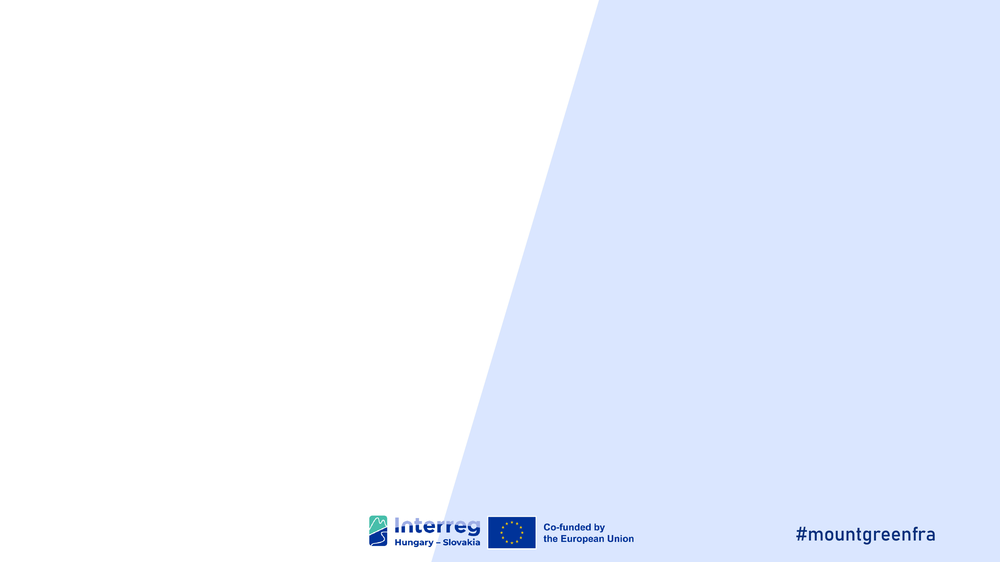 Interreg
Hungary – Slovakia
Co-funded by
the European Union
#mountgreenfra